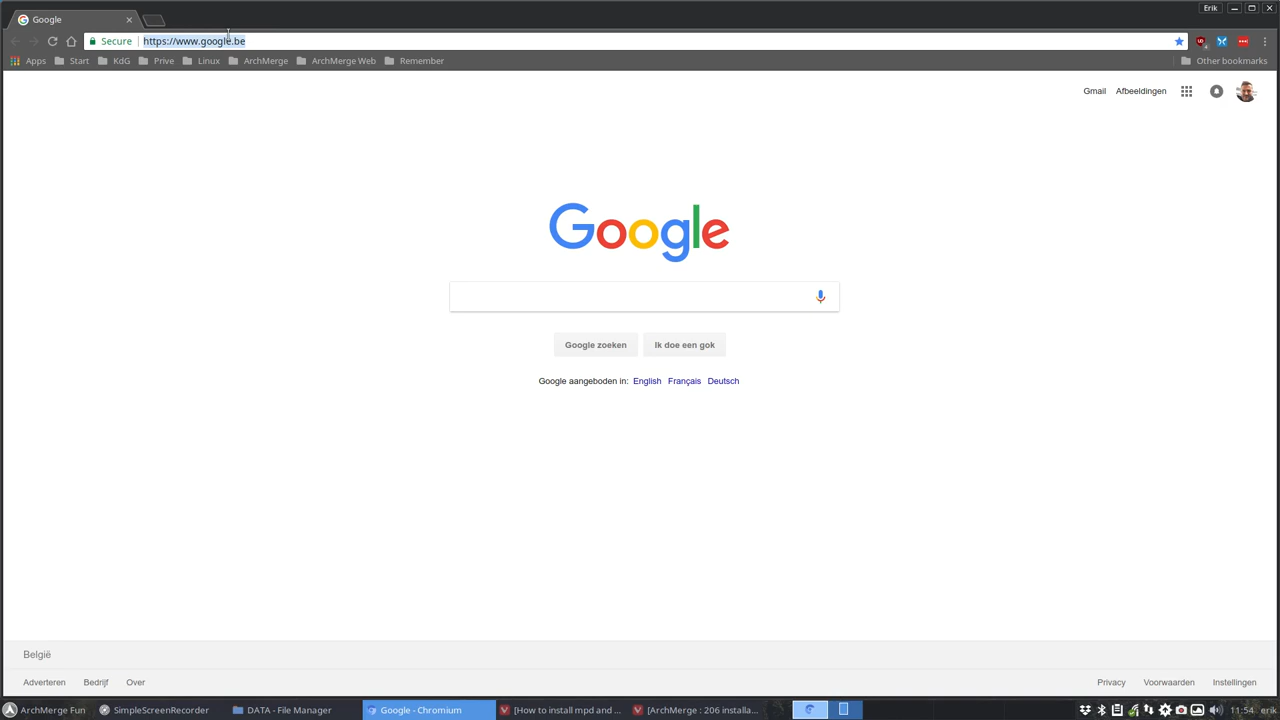 Google
Erik
Secure
https://www.google.be
Apps
Start
KdG
Prive
Linux
ArchMerge
ArchMerge Web
Remember
Other bookmarks
Gmail
Afbeeldingen
Google
Google zoeken
Ik doe een gok
Google aangeboden in: English Français Deutsch
België
Adverteren
Bedrijf
Over
Privacy
Voorwaarden
Instellingen
ArchMerge Fun
SimpleScreenRecorder
DATA - File Manager
Google - Chromium
[How to install mpd and ...
[ArchMerge : 206 installa...
11:54
erik